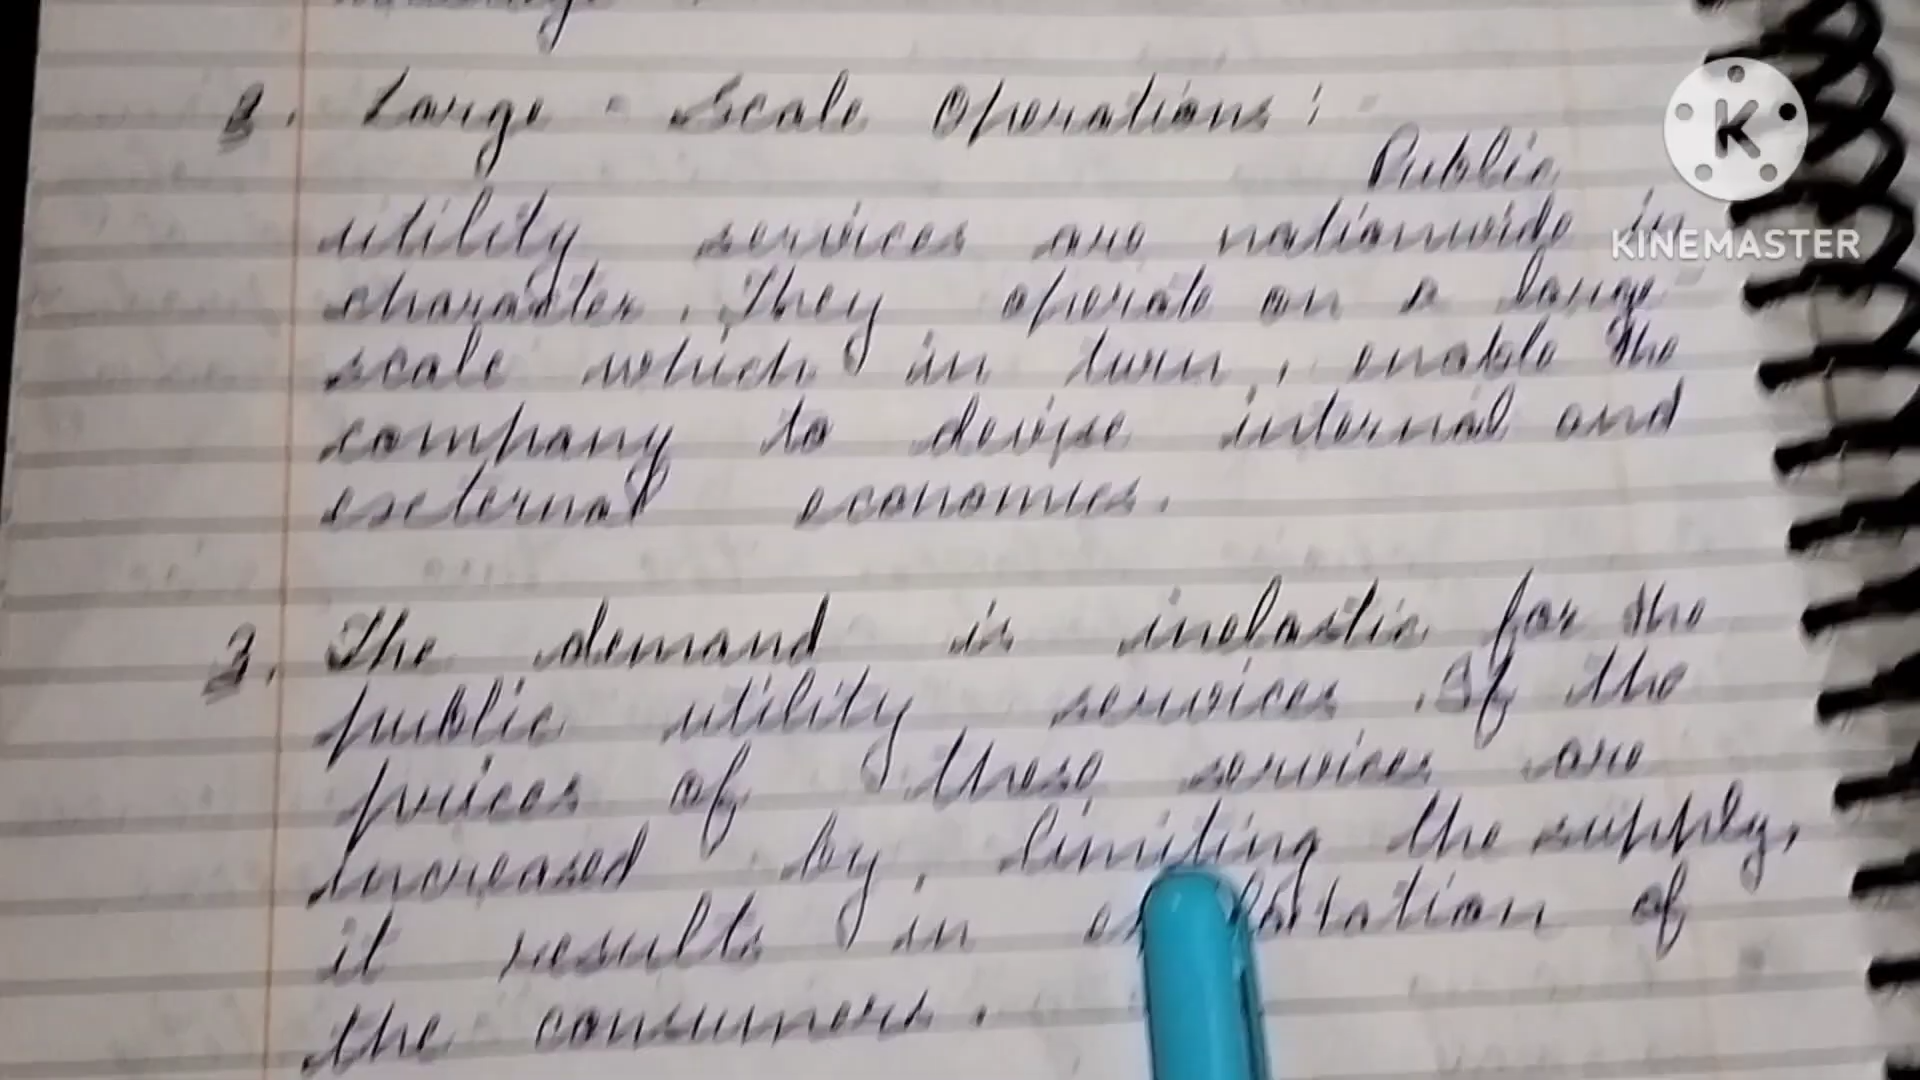 2. Large - Scale Operations :-
Public
utility services are nationwide in
character. They operate on a large-
scale which in turn, enable the
company to devise internal and
external economies.
3. The demand is inelastic for the
public utility services. If the
prices of these services are
increased by, limiting the supply,
it results in of
the consumers.
K
KINEMASTER